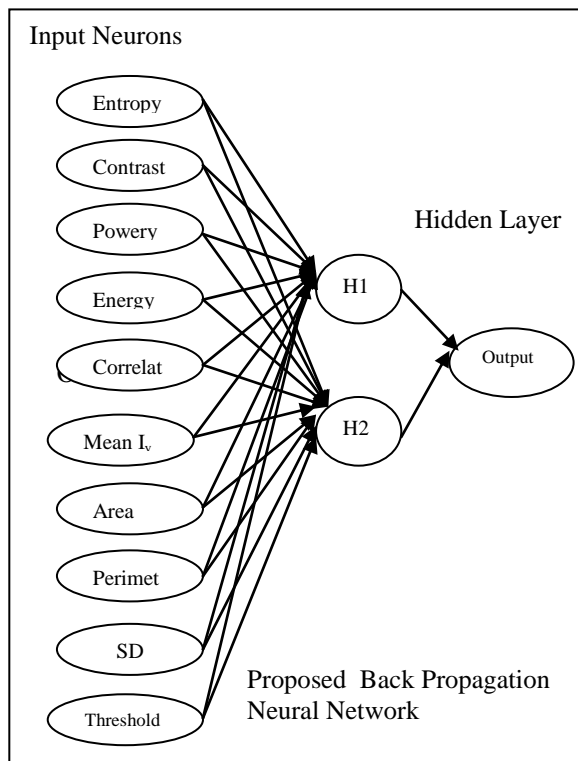 Input Neurons
Entropy
Contrast
Powery
Energy
Correlat
Mean Iv
Area
Perimet
SD
Threshold
Hidden Layer
H1
H2
Output
Proposed Back Propagation
Neural Network